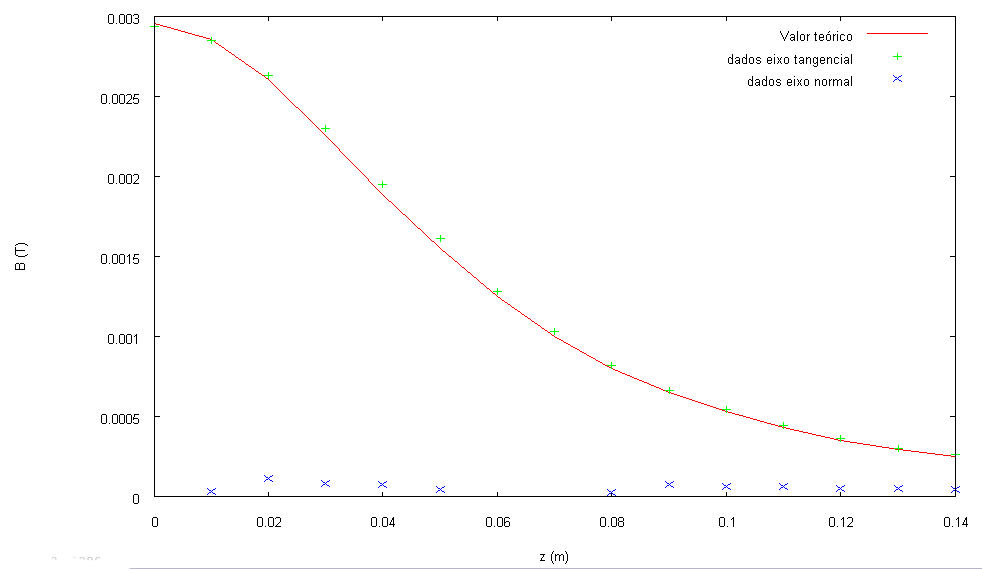 0.003
0.0025
0.002
0.0015
0.001
0.0005
0
B (T)
Valor teórico
dados eixo tangencial
dados eixo normal
0 0.02 0.04 0.06 0.08 0.1 0.12 0.14
z (m)